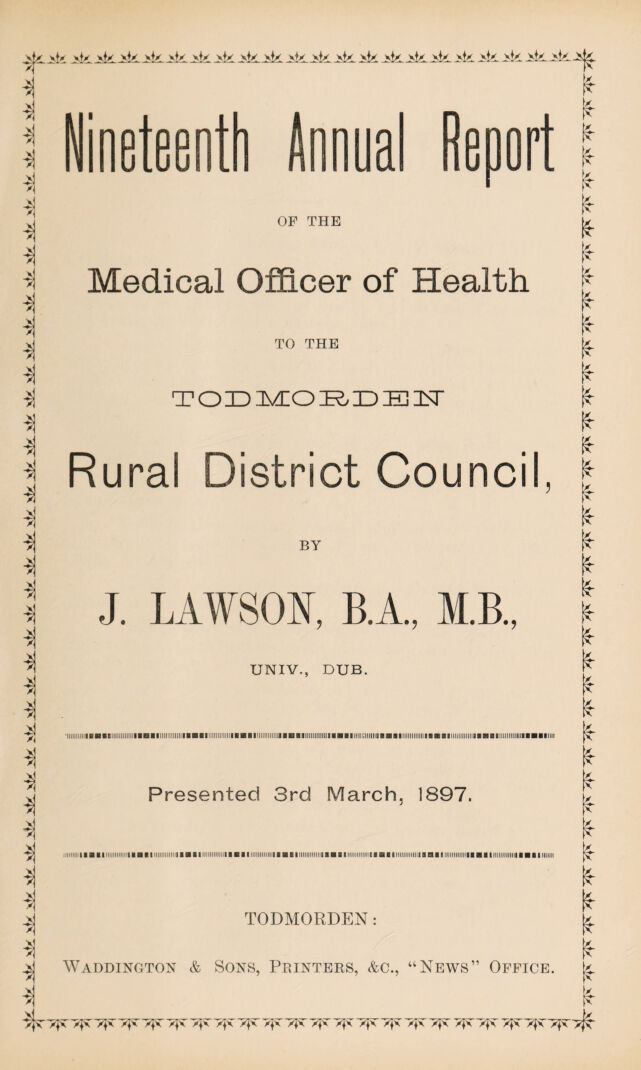 Nineteenth Annual Report
OF THE
Medical Officer of Health
TO THE
TODMORDEN
Rural District Council,
BY
J. LAWSON, B.A., M.B.,
UNIV., DUB.
Presented 3rd March, 1897.
TODMORDEN:
WADDINGTON & SONS, PRINTERS, &C., “NEWS” OFFICE.